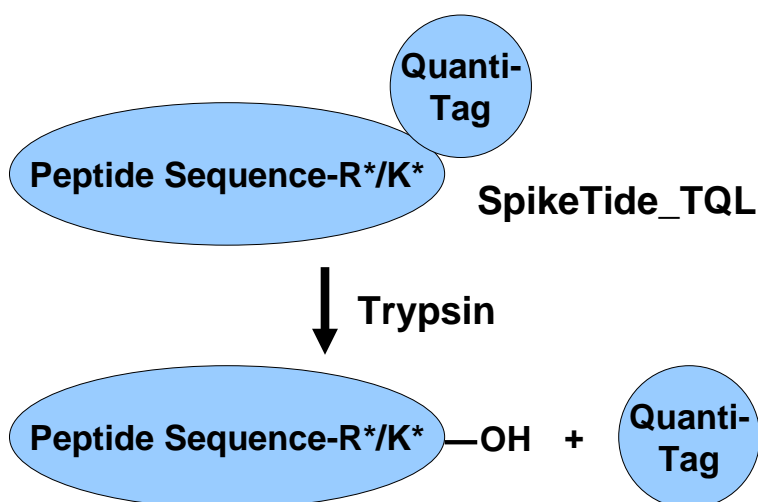 Quanti-
Tag
Peptide Sequence-R*/K*
SpikeTide_TQL
Trypsin
Peptide Sequence-R*/K* —OH + Quanti-
Tag